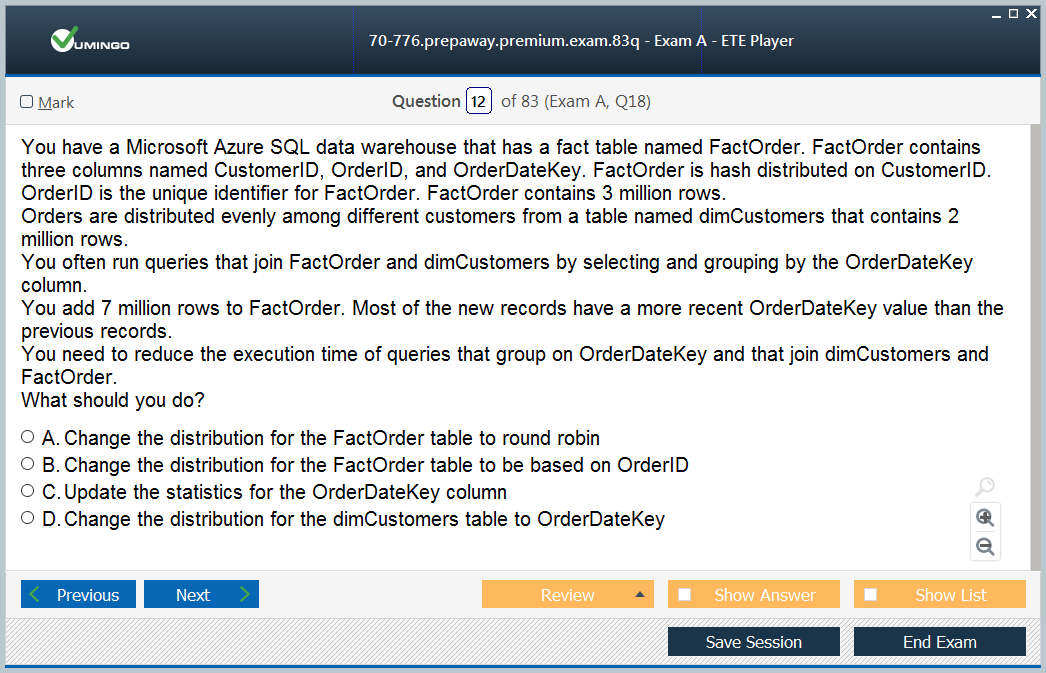 VUMINGO
70-776.prepaway.premium.exam.83q - Exam A - ETE Player
Mark
Question 12 of 83 (Exam A, Q18)
You have a Microsoft Azure SQL data warehouse that has a fact table named FactOrder. FactOrder contains
three columns named CustomerID, OrderID, and OrderDateKey. FactOrder is hash distributed on CustomerID.
OrderID is the unique identifier for FactOrder. FactOrder contains 3 million rows.
Orders are distributed evenly among different customers from a table named dimCustomers that contains 2
million rows.
You often run queries that join FactOrder and dimCustomers by selecting and grouping by the OrderDateKey
column.
You add 7 million rows to FactOrder. Most of the new records have a more recent OrderDateKey value than the
previous records.
You need to reduce the execution time of queries that group on OrderDateKey and that join dimCustomers and
FactOrder.
What should you do?
A. Change the distribution for the FactOrder table to round robin
B. Change the distribution for the FactOrder table to be based on OrderID
C. Update the statistics for the OrderDateKey column
D. Change the distribution for the dimCustomers table to OrderDateKey
Previous Next Review Show Answer Show List
Save Session End Exam